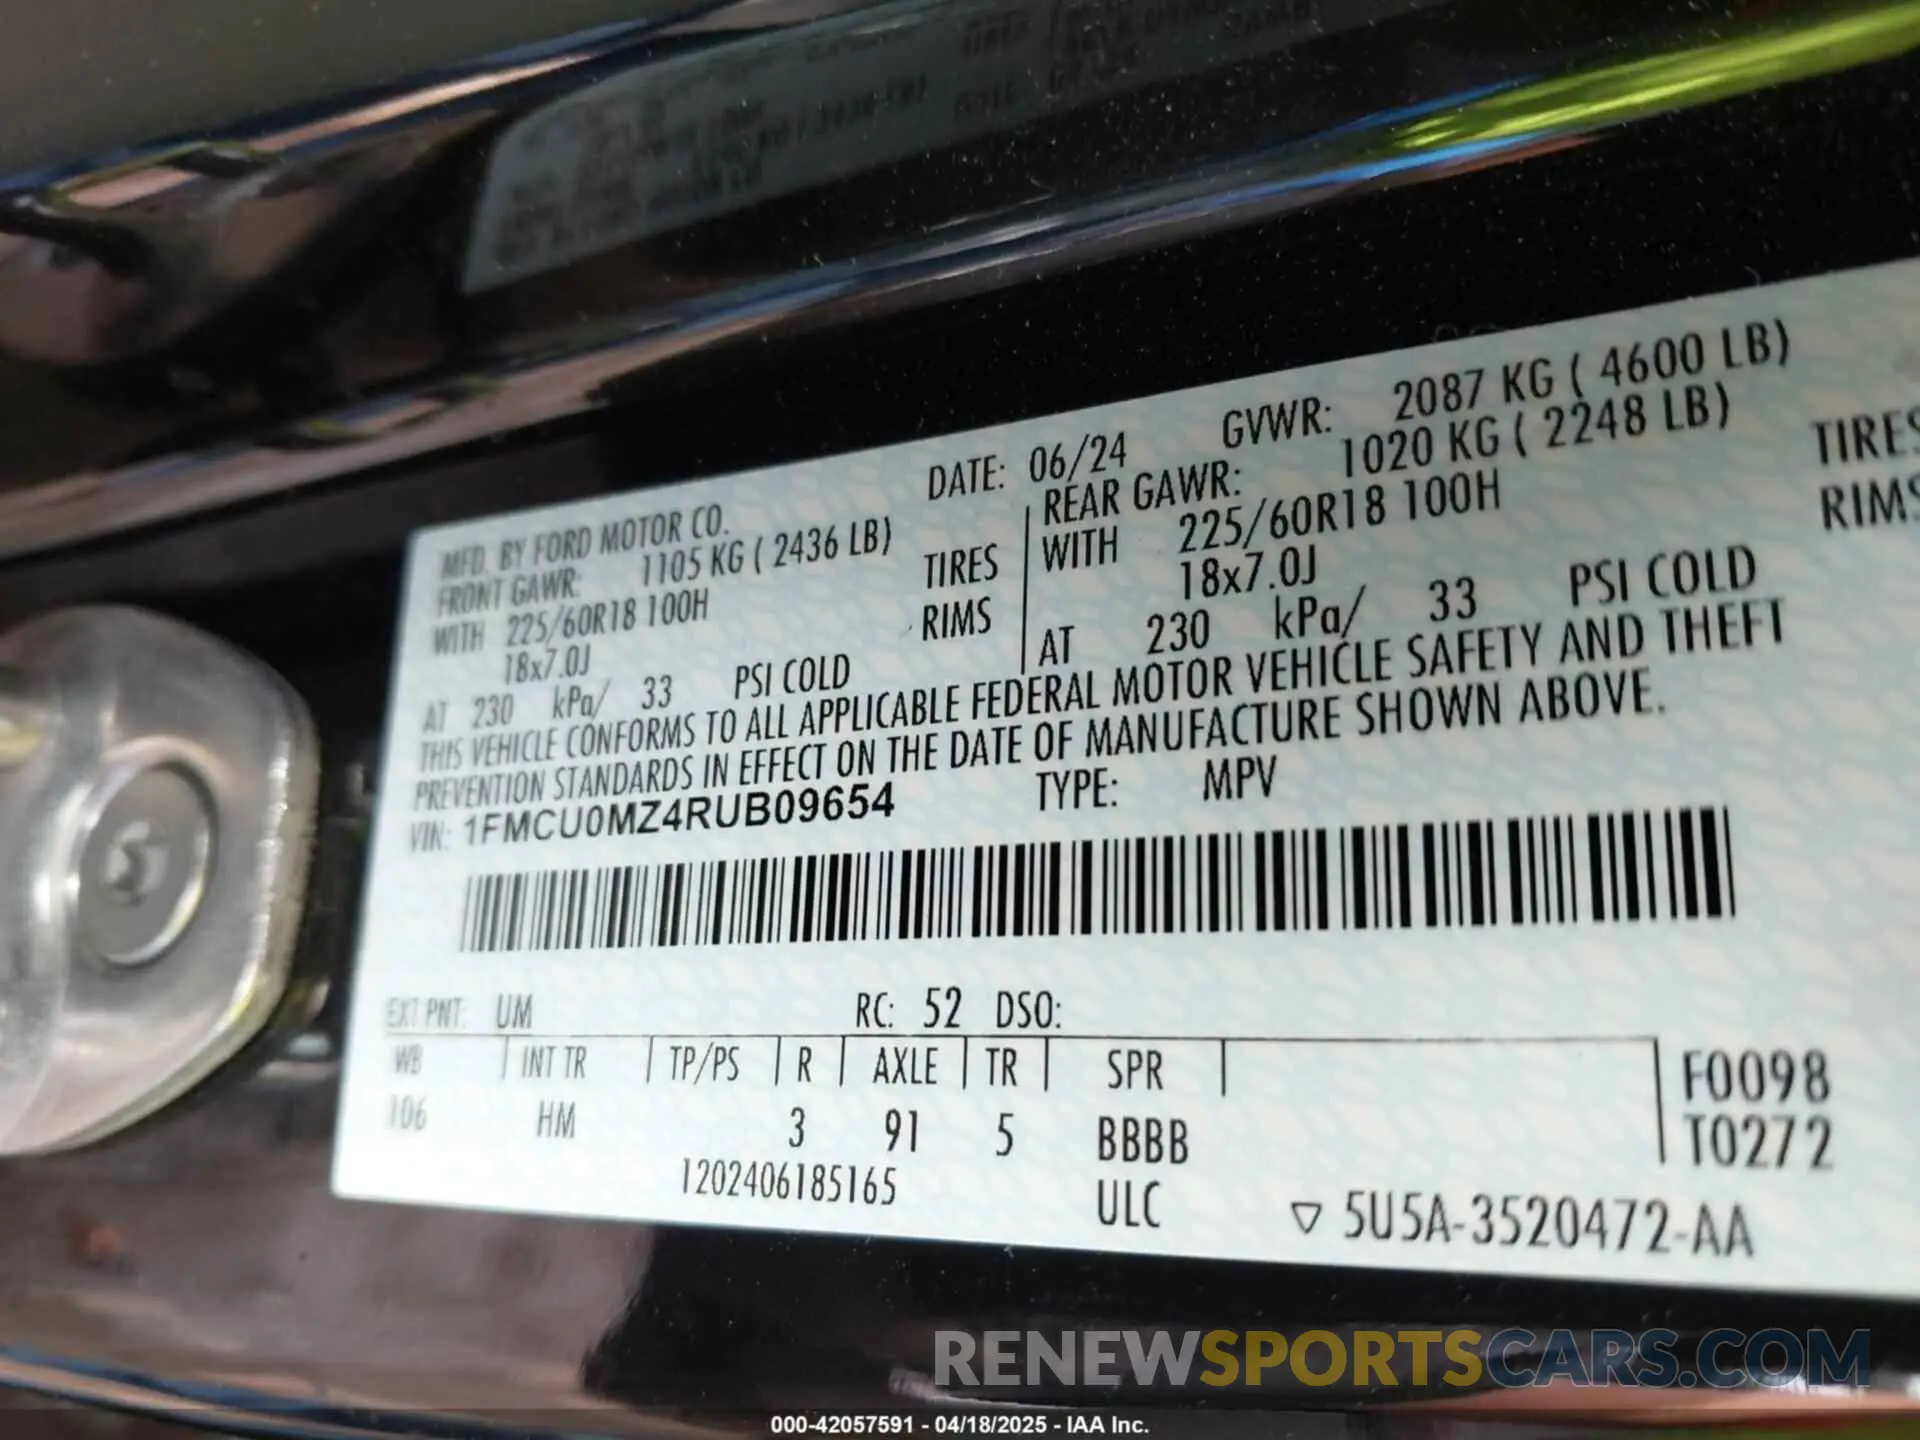 MFD. BY FORD MOTOR CO. DATE: 06/24 GVWR: 2087 KG ( 4600 LB)
FRONT GAWR: 1105 KG ( 2436 LB) REAR GAWR: 1020 KG ( 2248 LB)
WITH 225/60R18 100H TIRES WITH 225/60R18 100H TIRES
18x7.0J RIMS 18x7.0J RIMS
AT 230 kPa/ 33 PSI COLD AT 230 kPa/ 33 PSI COLD
THIS VEHICLE CONFORMS TO ALL APPLICABLE FEDERAL MOTOR VEHICLE SAFETY AND THEFT
PREVENTION STANDARDS IN EFFECT ON THE DATE OF MANUFACTURE SHOWN ABOVE.
VIN: 1FMCU0MZ4RUB09654 TYPE: MPV
EXT PNT: UM RC: 52 DSO:
WB INT TR TP/PS R AXLE TR SPR F0098
106 HM 3 91 5 BBBB T0272
1202406185165 ULC ▽ 5U5A-3520472-AA
RENEWSPORTSCARS.COM
000-42057591 - 04/18/2025 - IAA Inc.